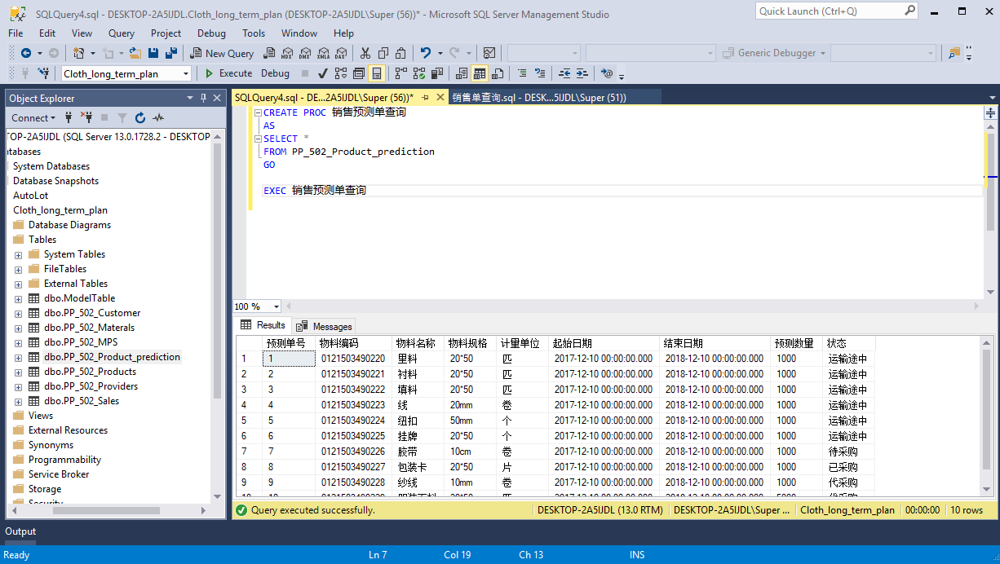 SQLQuery4.sql - DESKTOP-2A5IJDL.Cloth_long_term_plan (DESKTOP-2A5IJDL\Super (56))* - Microsoft SQL Server Management Studio
Quick Launch (Ctrl+Q)
File Edit View Query Project Debug Tools Window Help
New Query MDX DMX XMLA DAX Generic Debugger
Cloth_long_term_plan Execute Debug
Object Explorer
Connect
TOP-2A5IJDL (SQL Server 13.0.1728.2 - DESKTOP
atabases
System Databases
Database Snapshots
AutoLot
Cloth_long_term_plan
Database Diagrams
Tables
System Tables
FileTables
External Tables
dbo.ModelTable
dbo.PP_502_Customer
dbo.PP_502_Materals
dbo.PP_502_MPS
dbo.PP_502_Product_prediction
dbo.PP_502_Products
dbo.PP_502_Providers
dbo.PP_502_Sales
Views
External Resources
Synonyms
Programmability
Service Broker
Storage
Security
SQLQuery4.sql - DE...2A5IJDL\Super (56))* 销售单查询.sql - DESK...5IJDL\Super (51))
CREATE PROC 销售预测单查询
AS
SELECT *
FROM PP_502_Product_prediction
GO
EXEC 销售预测单查询
100 %
Results Messages
预测单号 物料编码 物料名称 物料规格 计量单位 起始日期 结束日期 预测数量 状态
1 1 0121503490220 里料 20*50 匹 2017-12-10 00:00:00.000 2018-12-10 00:00:00.000 1000 运输途中
2 2 0121503490221 衬料 20*50 匹 2017-12-10 00:00:00.000 2018-12-10 00:00:00.000 1000 运输途中
3 3 0121503490222 填料 20*50 匹 2017-12-10 00:00:00.000 2018-12-10 00:00:00.000 1000 运输途中
4 4 0121503490223 线 20mm 卷 2017-12-10 00:00:00.000 2018-12-10 00:00:00.000 1000 运输途中
5 5 0121503490224 纽扣 50mm 个 2017-12-10 00:00:00.000 2018-12-10 00:00:00.000 1000 运输途中
6 6 0121503490225 挂牌 20*50 个 2017-12-10 00:00:00.000 2018-12-10 00:00:00.000 1000 运输途中
7 7 0121503490226 胶带 10cm 卷 2017-12-10 00:00:00.000 2018-12-10 00:00:00.000 1000 待采购
8 8 0121503490227 包装卡 20*50 片 2017-12-10 00:00:00.000 2018-12-10 00:00:00.000 1000 已采购
9 9 0121503490228 纱线 10mm 卷 2017-12-10 00:00:00.000 2018-12-10 00:00:00.000 1000 代采购
Query executed successfully. DESKTOP-2A5IJDL (13.0 RTM) DESKTOP-2A5IJDL\Super ... Cloth_long_term_plan 00:00:00 10 rows
Output
Ready Ln 7 Col 19 Ch 13 INS